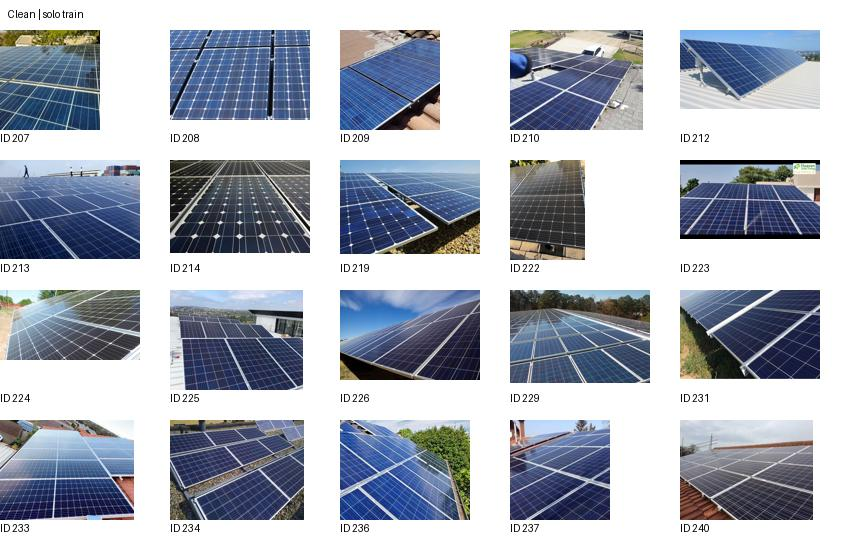 Clean | solo train
ID 207
ID 208
ID 209
ID 210
ID 212
ID 213
ID 214
ID 219
ID 222
ID 223
ID 224
ID 225
ID 226
ID 229
ID 231
ID 233
ID 234
ID 236
ID 237
ID 240